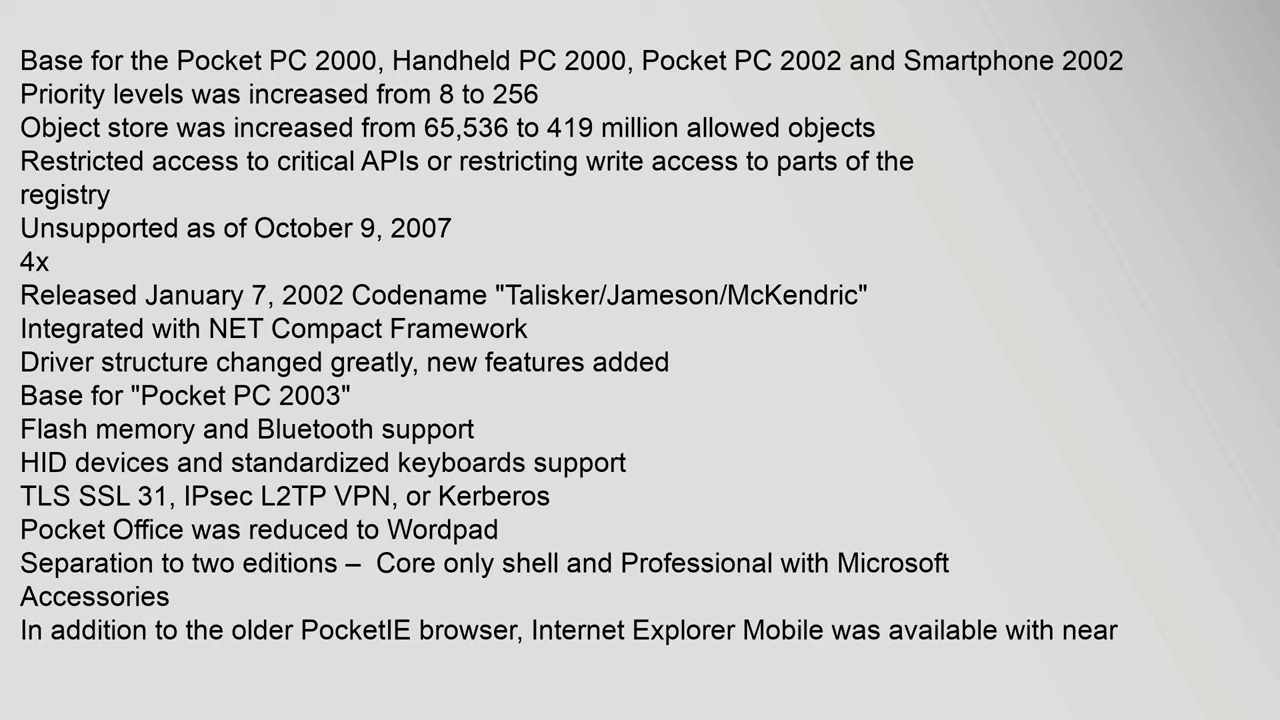 Base for the Pocket PC 2000, Handheld PC 2000, Pocket PC 2002 and Smartphone 2002
Priority levels was increased from 8 to 256
Object store was increased from 65,536 to 419 million allowed objects
Restricted access to critical APIs or restricting write access to parts of the
registry
Unsupported as of October 9, 2007
4x
Released January 7, 2002 Codename "Talisker/Jameson/McKendric"
Integrated with NET Compact Framework
Driver structure changed greatly, new features added
Base for "Pocket PC 2003"
Flash memory and Bluetooth support
HID devices and standardized keyboards support
TLS SSL 31, IPsec L2TP VPN, or Kerberos
Pocket Office was reduced to Wordpad
Separation to two editions –  Core only shell and Professional with Microsoft
Accessories
In addition to the older PocketIE browser, Internet Explorer Mobile was available with near